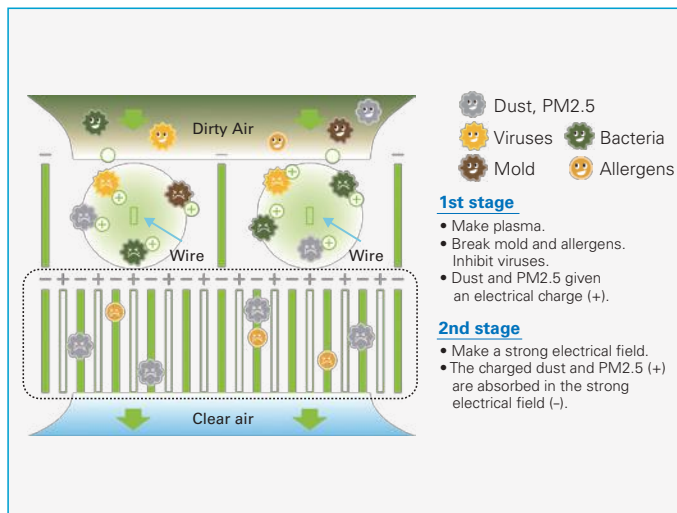 Dirty Air
Wire
Wire
− + − + − + − + − + − + − + − + − + − + −
Clear air
Dust, PM2.5
Viruses
Bacteria
Mold
Allergens
1st stage
• Make plasma.
• Break mold and allergens.
Inhibit viruses.
• Dust and PM2.5 given
an electrical charge (+).
2nd stage
• Make a strong electrical field.
• The charged dust and PM2.5 (+)
are absorbed in the strong
electrical field (−).